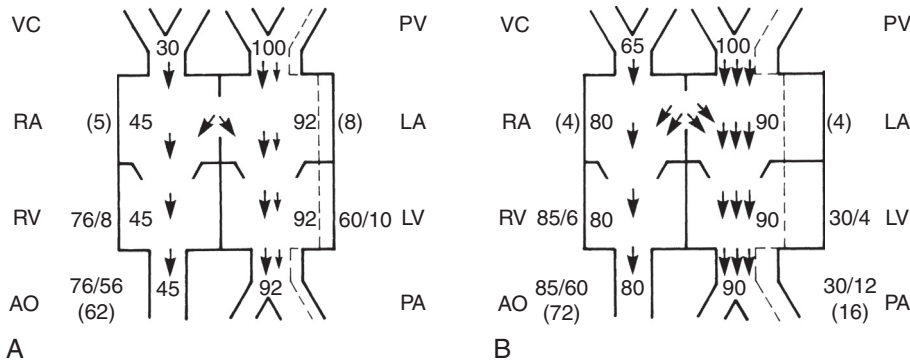 VC 30 100 PV
RA (5) 45 92 (8) LA
RV 76/8 45 92 60/10 LV
AO 76/56 (62) 45 92 PA
A
65 100
(4) 80 90 (4)
85/6 80 90 30/4
85/60 (72) 80 90 30/12 (16)
VC PV
RA LA
RV LV
AO PA
B